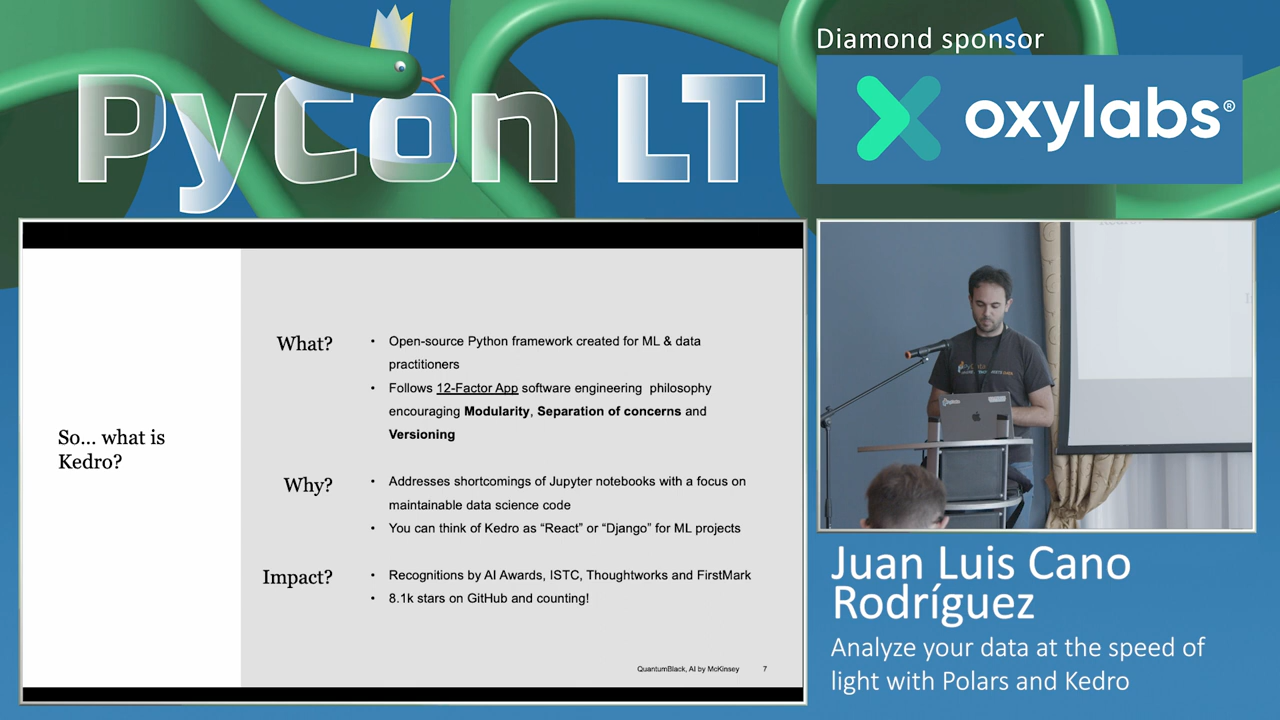 PyCon LT
Diamond sponsor
oxylabs®
So... what is
Kedro?
What?
• Open-source Python framework created for ML & data
practitioners
• Follows 12-Factor App software engineering philosophy
encouraging Modularity, Separation of concerns and
Versioning
Why?
• Addresses shortcomings of Jupyter notebooks with a focus on
maintainable data science code
• You can think of Kedro as “React” or “Django” for ML projects
Impact?
• Recognitions by AI Awards, ISTC, Thoughtworks and FirstMark
• 8.1k stars on GitHub and counting!
QuantumBlack, AI by McKinsey 7
Juan Luis Cano
Rodríguez
Analyze your data at the speed of
light with Polars and Kedro